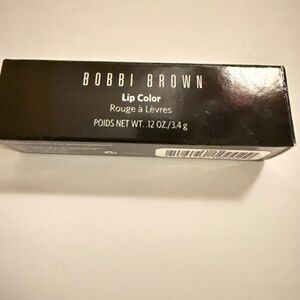 BOBBI BROWN
Lip Color
Rouge à Lèvres
POIDS NET WT. .12 OZ./3.4 g